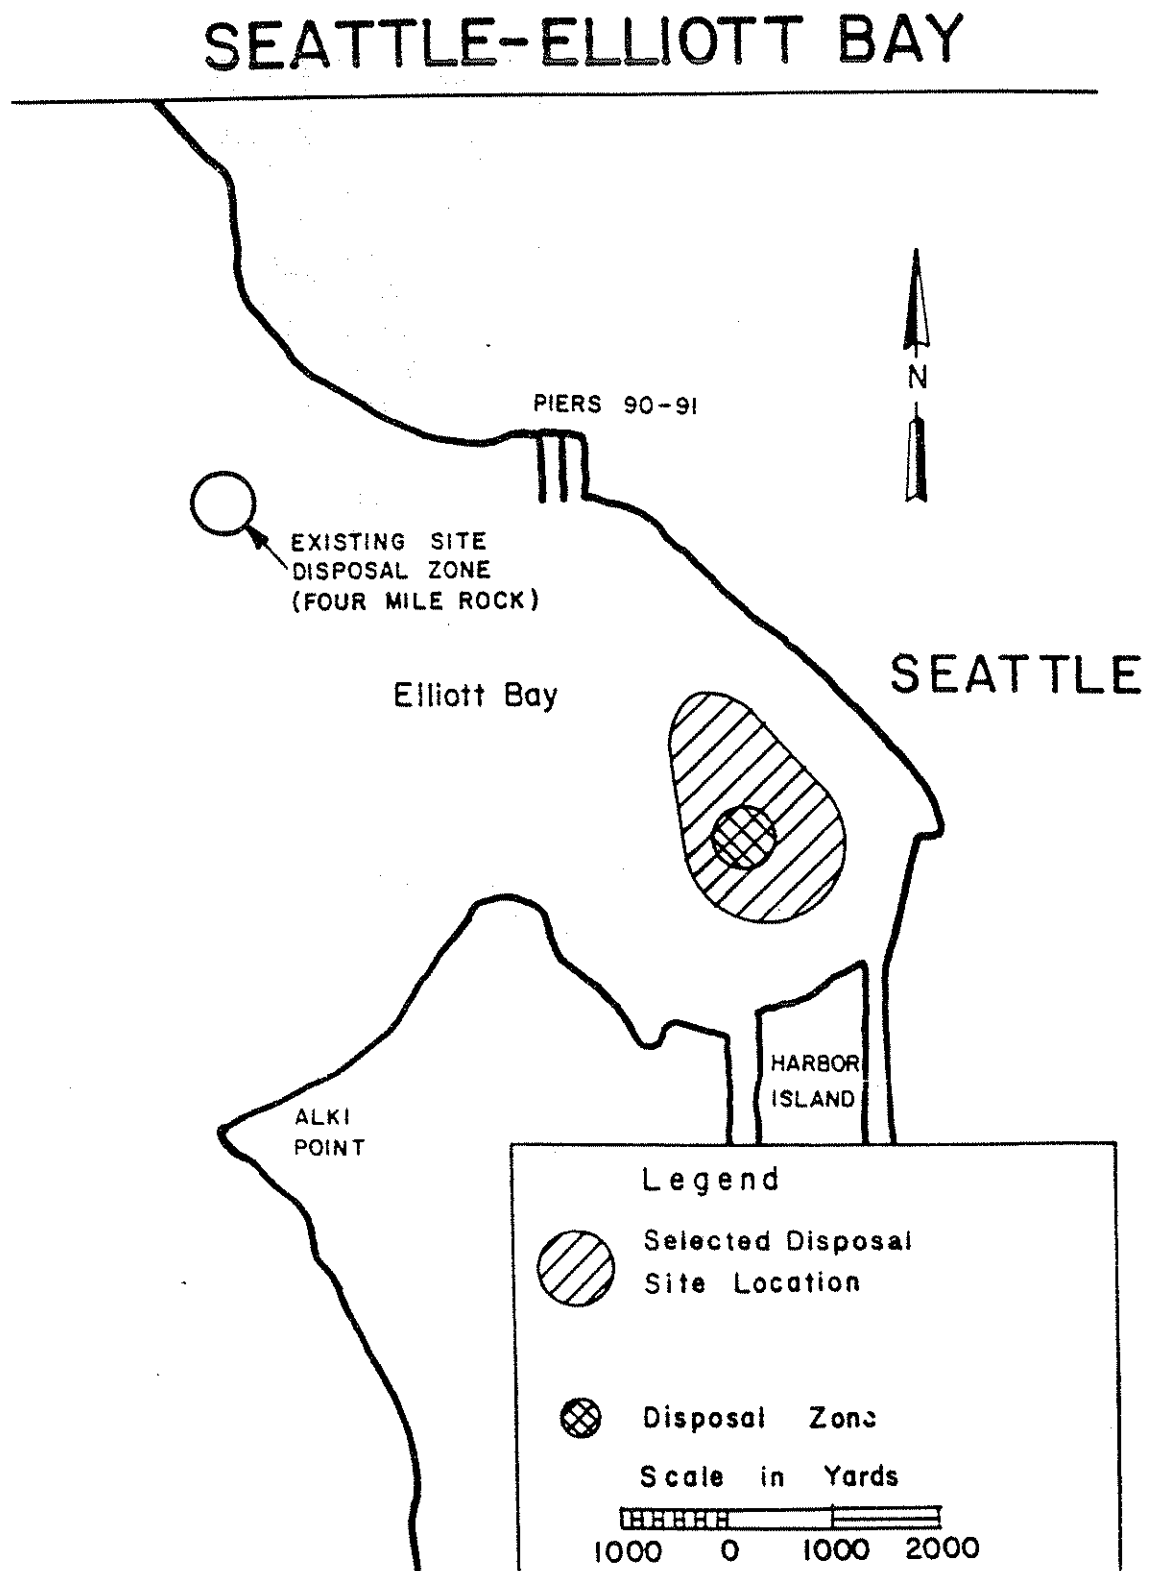 SEATTLE-ELLIOTT BAY
N
PIERS 90-91
EXISTING SITE
DISPOSAL ZONE
(FOUR MILE ROCK)
SEATTLE
Elliott Bay
HARBOR
ISLAND
ALKI
POINT
Legend
Selected Disposal
Site Location
Disposal Zone
Scale in Yards
1000 0 1000 2000